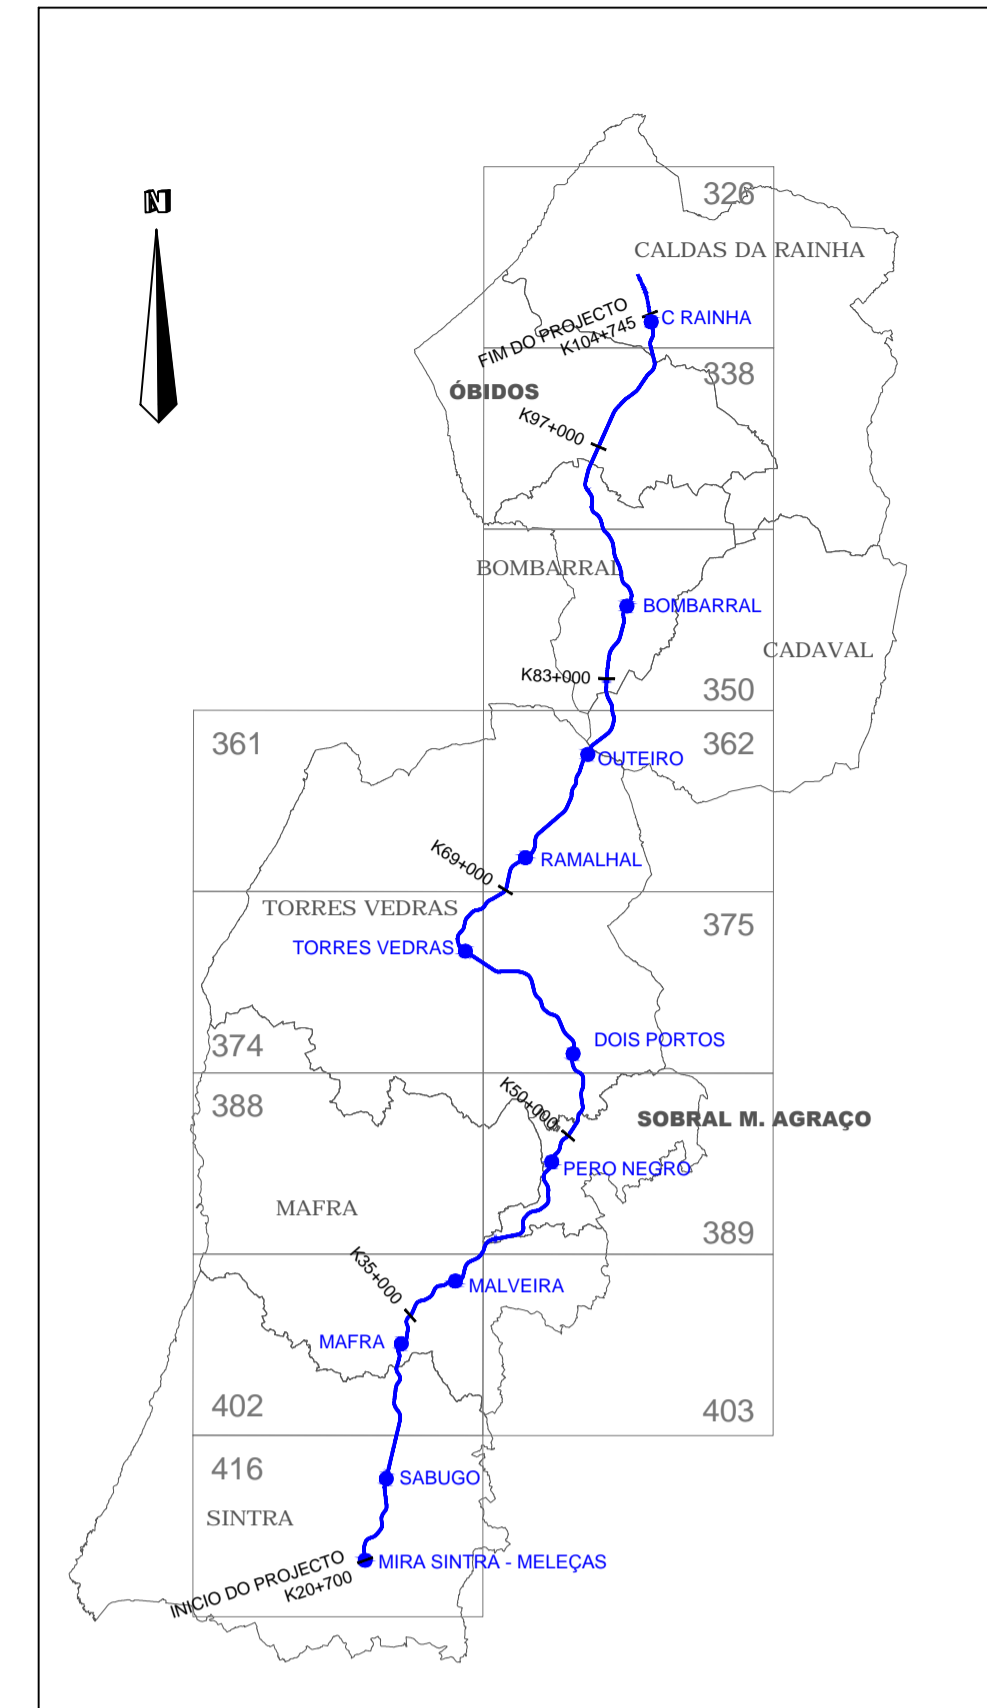 N
326
CALDAS DA RAINHA
FIM DO PROJECTO
K104+745
C RAINHA
338
ÓBIDOS
K97+000
BOMBARRAL
BOMBARRAL
CADAVAL
K83+000
350
361
362
OUTEIRO
K69+000
RAMALHAL
TORRES VEDRAS
375
TORRES VEDRAS
374
DOIS PORTOS
388
K50+000
SOBRAL M. AGRAÇO
PERO NEGRO
MAFRA
389
K35+000
MALVEIRA
MAFRA
402
403
416
SABUGO
SINTRA
INICIO DO PROJECTO
K20+700
MIRA SINTRA - MELEÇAS